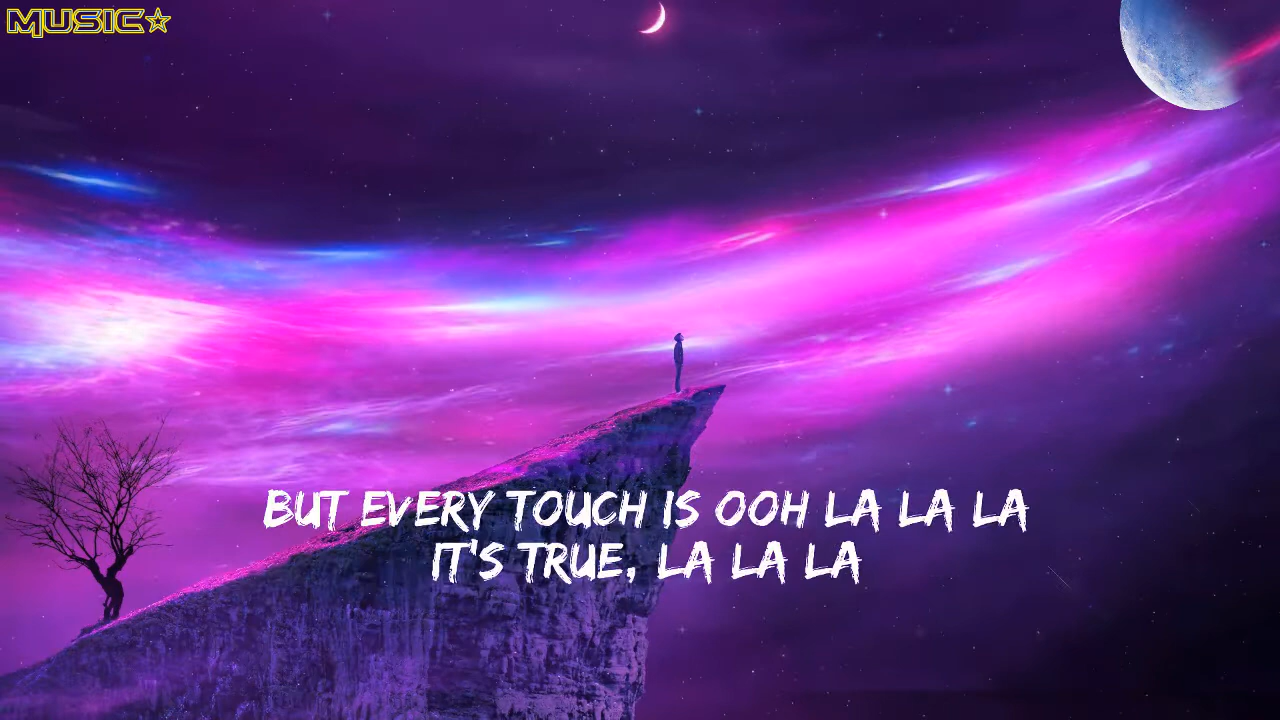 MUSIC☆
BUT EVERY TOUCH IS OOH LA LA LA
IT'S TRUE, LA LA LA